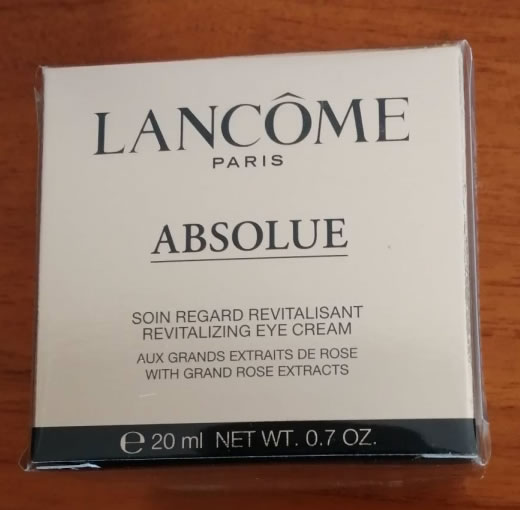 LANCÔME
PARIS
ABSOLUE
SOIN REGARD REVITALISANT
REVITALIZING EYE CREAM
AUX GRANDS EXTRAITS DE ROSE
WITH GRAND ROSE EXTRACTS
℮ 20 ml NET WT. 0.7 OZ.